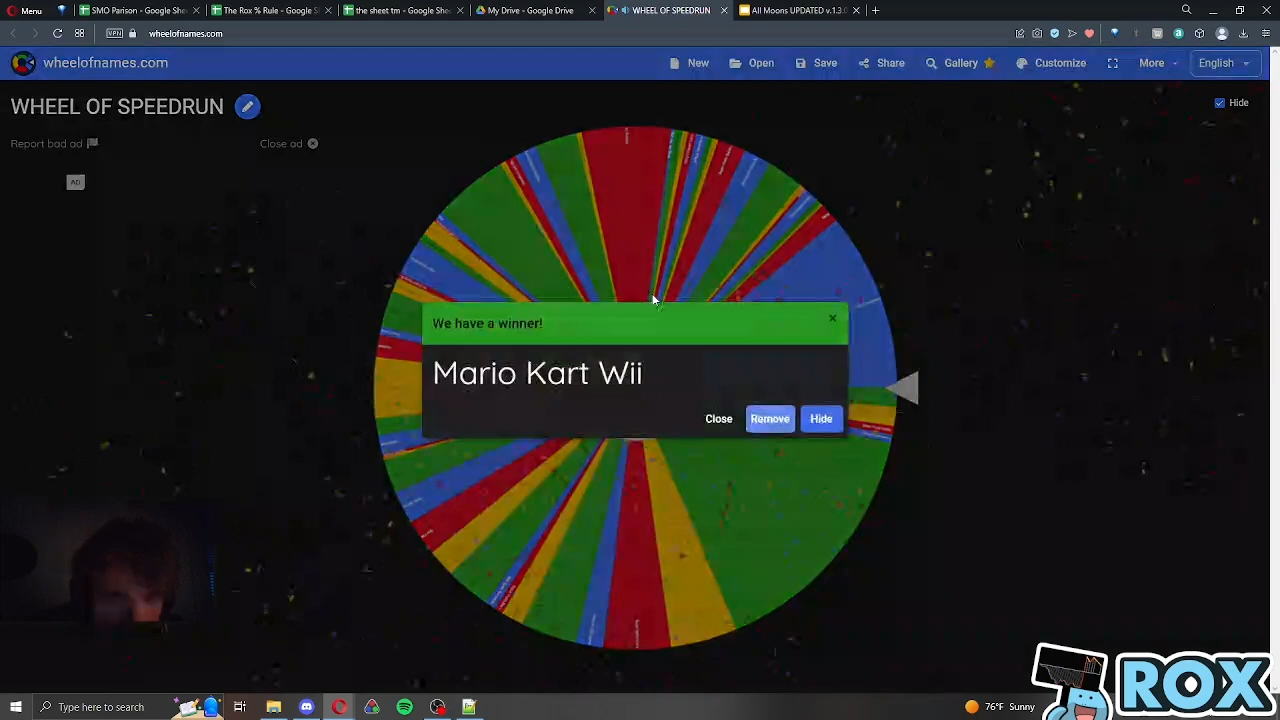 Menu
SMO Parison - Google She
The Rox % Rule - Google S
the sheet tm - Google She
My Drive - Google Drive
WHEEL OF SPEEDRUN
All Moons UPDATED v.1.3.0
VPN
wheelofnames.com
wheelofnames.com
New
Open
Save
Share
Gallery
Customize
More
English
WHEEL OF SPEEDRUN
Hide
Report bad ad
Close ad
AD
We have a winner!
Mario Kart Wii
Close
Remove
Hide
ROX
Type here to search
76°F Sunny